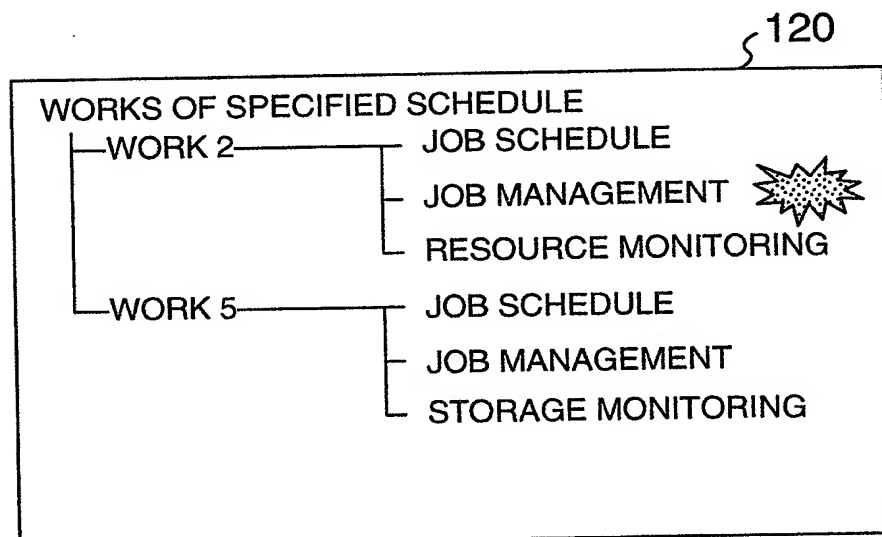 120
WORKS OF SPECIFIED SCHEDULE
WORK 2 JOB SCHEDULE
JOB MANAGEMENT
RESOURCE MONITORING
WORK 5 JOB SCHEDULE
JOB MANAGEMENT
STORAGE MONITORING